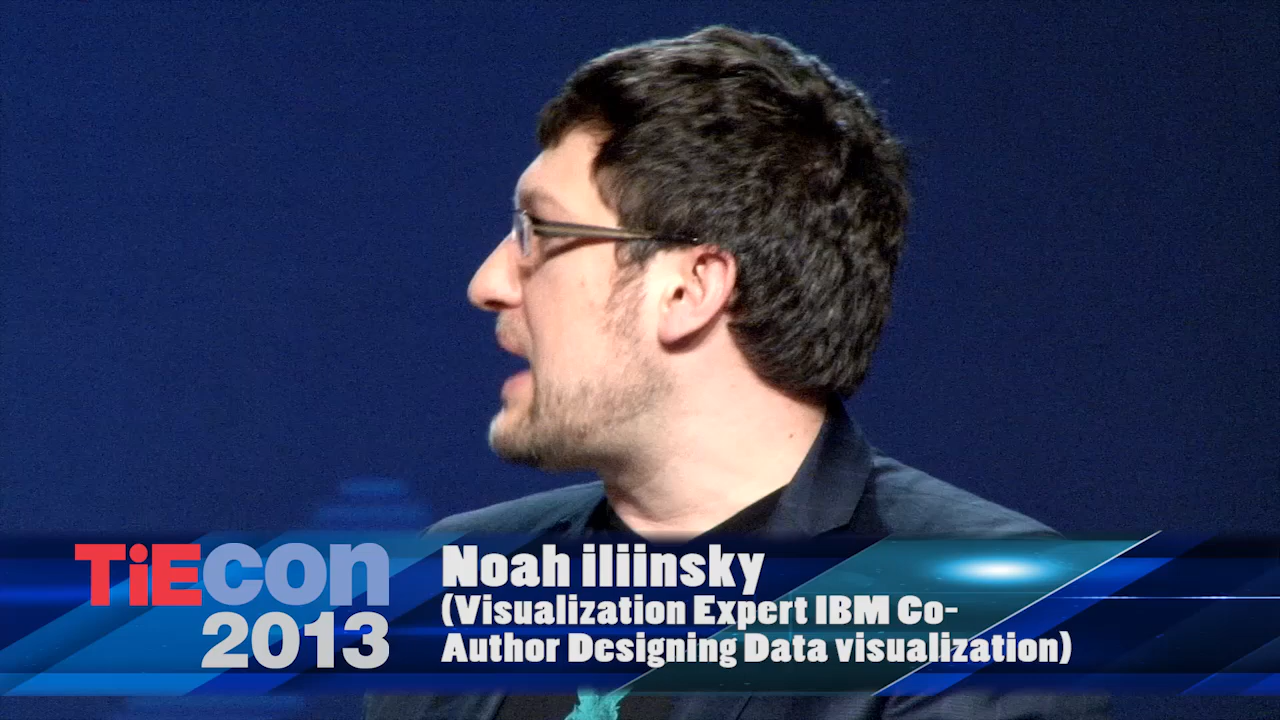 TiEcon
2013
Noah iliinsky
(Visualization Expert IBM Co-
Author Designing Data visualization)